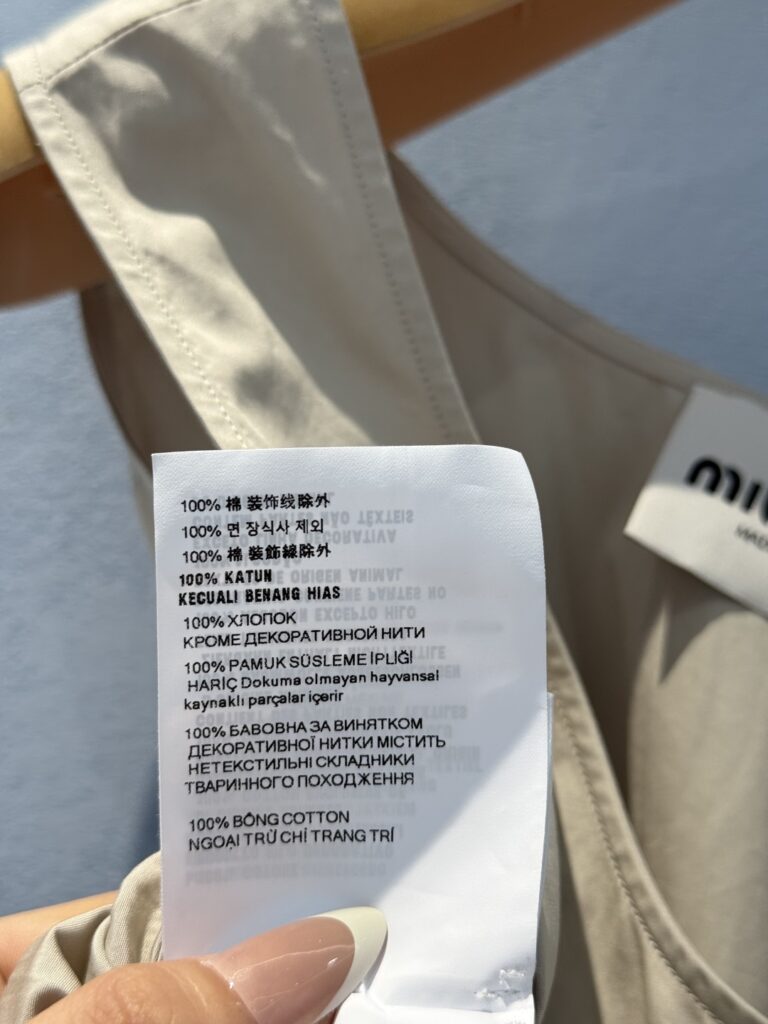 100% 棉 装饰线除外
100% 면 장식사 제외
100% 棉 裝飾線除外
100% KATUN
KECUALI BENANG HIAS
100% ХЛОПОК
КРОМЕ ДЕКОРАТИВНОЙ НИТИ
100% PAMUK SÜSLEME İPLİĞİ
HARİÇ Dokuma olmayan hayvansal
kaynaklı parçalar içerir
100% БАВОВНА ЗА ВИНЯТКОМ
ДЕКОРАТИВНОЇ НИТКИ МІСТИТЬ
НЕТЕКСТИЛЬНІ СКЛАДНИКИ
ТВАРИННОГО ПОХОДЖЕННЯ
100% BÔNG COTTON
NGOẠI TRỪ CHỈ TRANG TRÍ